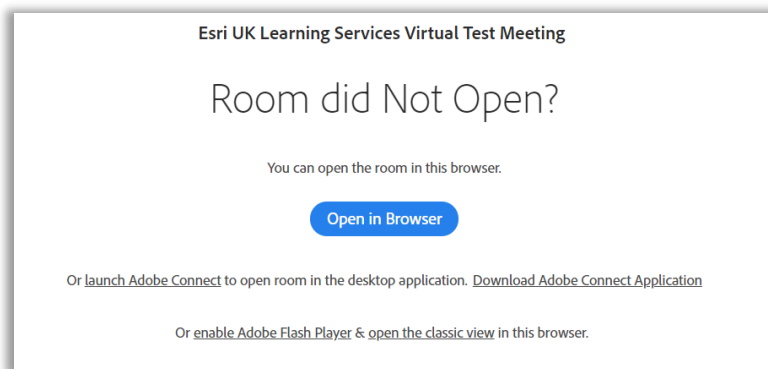 Esri UK Learning Services Virtual Test Meeting
Room did Not Open?
You can open the room in this browser.
Open in Browser
Or launch Adobe Connect to open room in the desktop application. Download Adobe Connect Application
Or enable Adobe Flash Player & open the classic view in this browser.